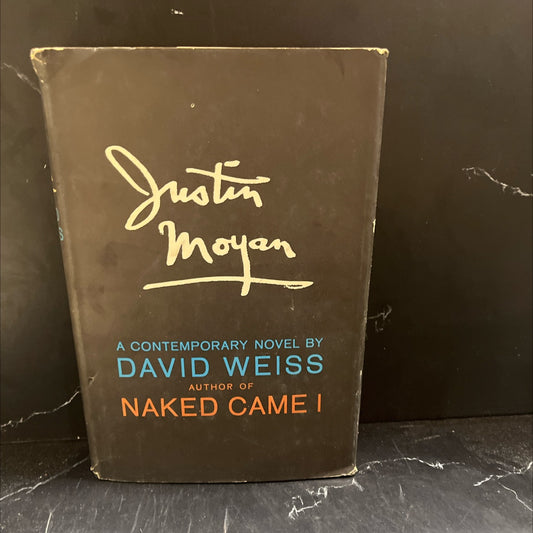 Justin
Moyan
A CONTEMPORARY NOVEL BY
DAVID WEISS
AUTHOR OF
NAKED CAME I